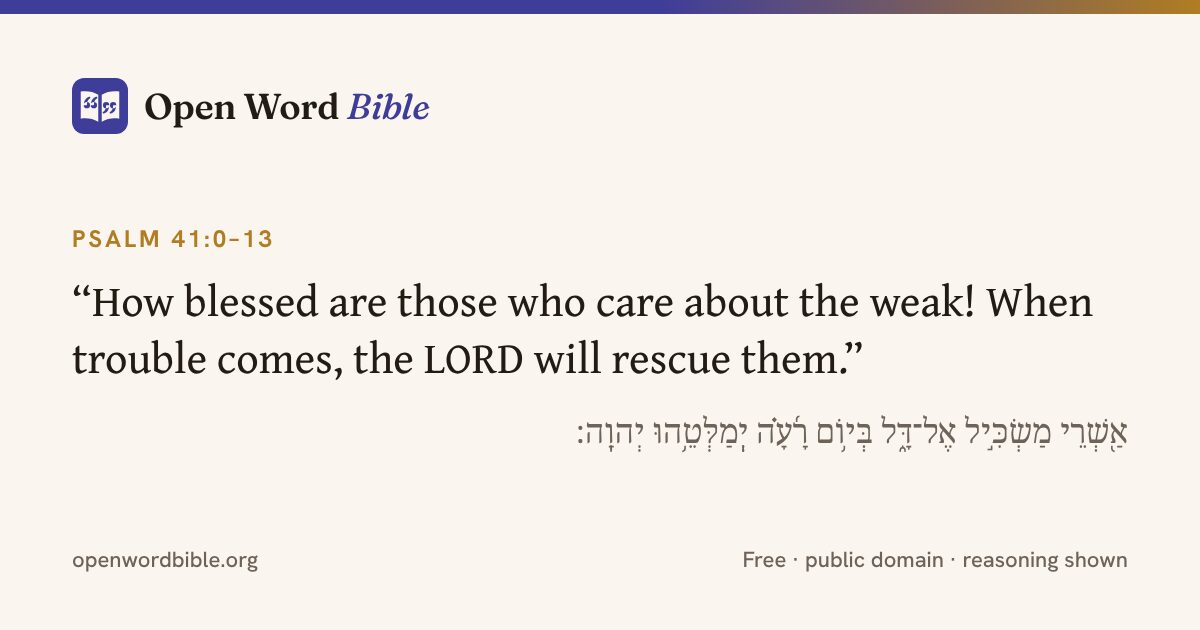 Open Word Bible
PSALM 41:0–13
“How blessed are those who care about the weak! When
trouble comes, the LORD will rescue them.”
אַ֭שְׁרֵי מַשְׂכִּ֣יל אֶל־דָּ֑ל בְּי֥וֹם רָ֝עָ֗ה יְֽמַלְּטֵ֥הוּ יְהוָֽה׃
openwordbible.org
Free · public domain · reasoning shown